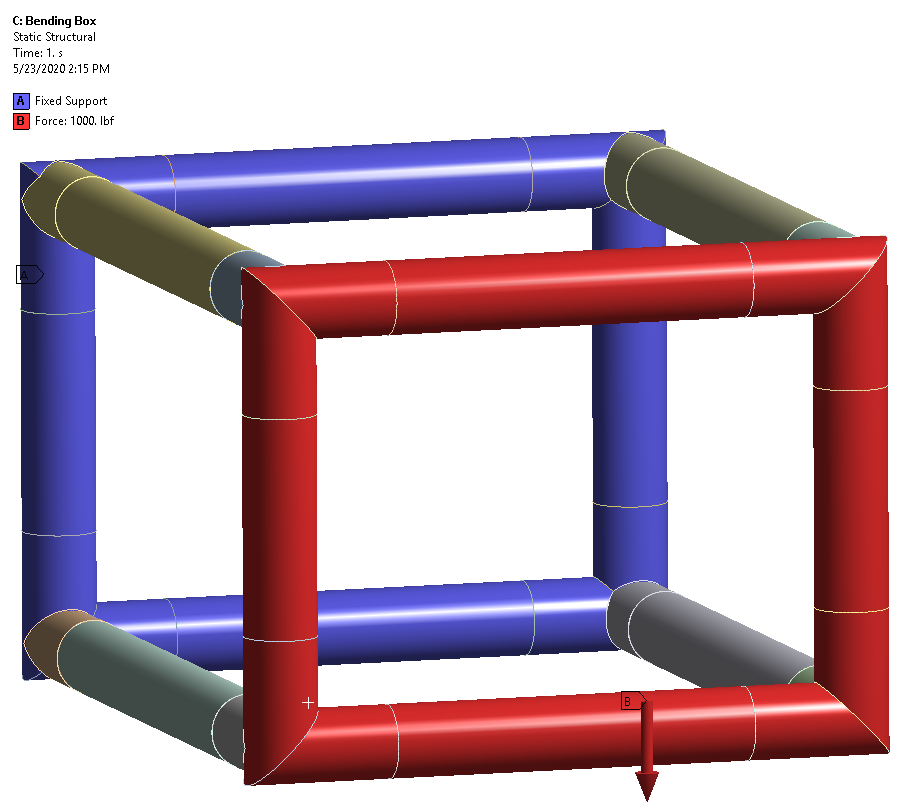 C: Bending Box
Static Structural
Time: 1. s
5/23/2020 2:15 PM
A Fixed Support
B Force: 1000. lbf
A
B